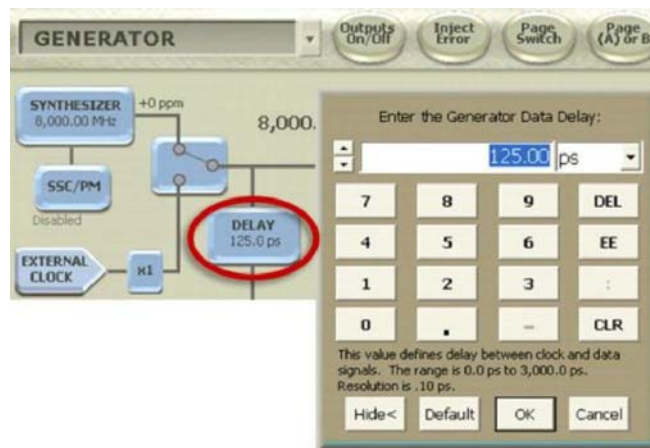 GENERATOR
Outputs On/Off
Inject Error
Page Switch
Page (A) or B
SYNTHESIZER
8,000.00 MHz
+0 ppm
8,000.
SSC/PM
Disabled
DELAY
125.0 ps
EXTERNAL
CLOCK
x1
Enter the Generator Data Delay:
125.00 ps
7 8 9 DEL
4 5 6 EE
1 2 3 :
0 . - CLR
This value defines delay between clock and data
signals. The range is 0.0 ps to 3,000.0 ps.
Resolution is .10 ps.
Hide< Default OK Cancel